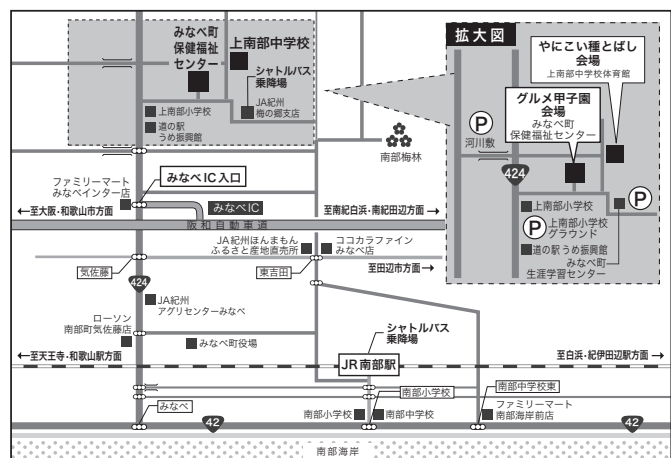 みなべ町
保健福祉
センター
上南部中学校
シャトルバス
乗降場
JA紀州
梅の郷支店
上南部小学校
道の駅
うめ振興館
南部梅林
ファミリーマート
みなべインター店
みなべIC入口
みなべIC
←至大阪・和歌山市方面
至南紀白浜・南紀田辺方面→
阪和自動車道
JA紀州ほんまもん
ふるさと産地直売所
ココカラファイン
みなべ店
気佐藤
東吉田
至田辺市方面→
424
JA紀州
アグリセンターみなべ
ローソン
南部町気佐藤店
みなべ町役場
シャトルバス
乗降場
←至天王寺・和歌山駅方面
JR南部駅
至白浜・紀伊田辺駅方面→
南部小学校
南部中学校東
みなべ
42
南部小学校
南部中学校
ファミリーマート
南部海岸前店
42
南部海岸
拡大図
やにこい種とばし
会場
上南部中学校体育館
グルメ甲子園
会場
みなべ町
保健福祉センター
P
河川敷
424
上南部小学校
P
P
上南部小学校
グラウンド
道の駅うめ振興館
みなべ町
生涯学習センター